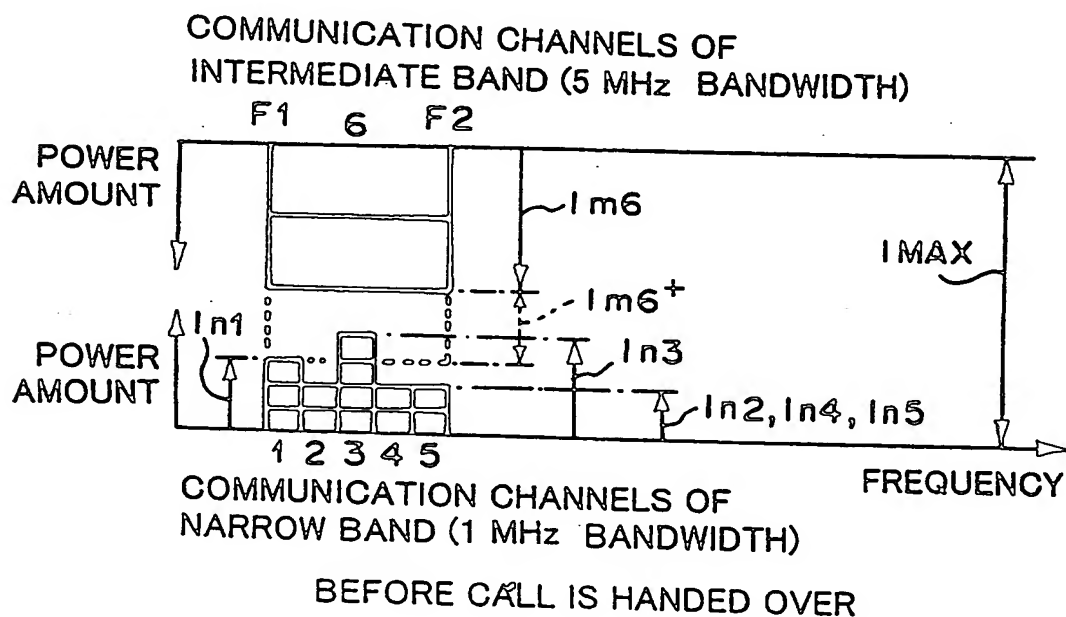 COMMUNICATION CHANNELS OF
INTERMEDIATE BAND (5 MHz BANDWIDTH)
F1 6 F2
POWER
AMOUNT
Im6
IMAX
Im6+
In1
POWER
AMOUNT
In3
In2, In4, In5
1 2 3 4 5
FREQUENCY
COMMUNICATION CHANNELS OF
NARROW BAND (1 MHz BANDWIDTH)
BEFORE CALL IS HANDED OVER